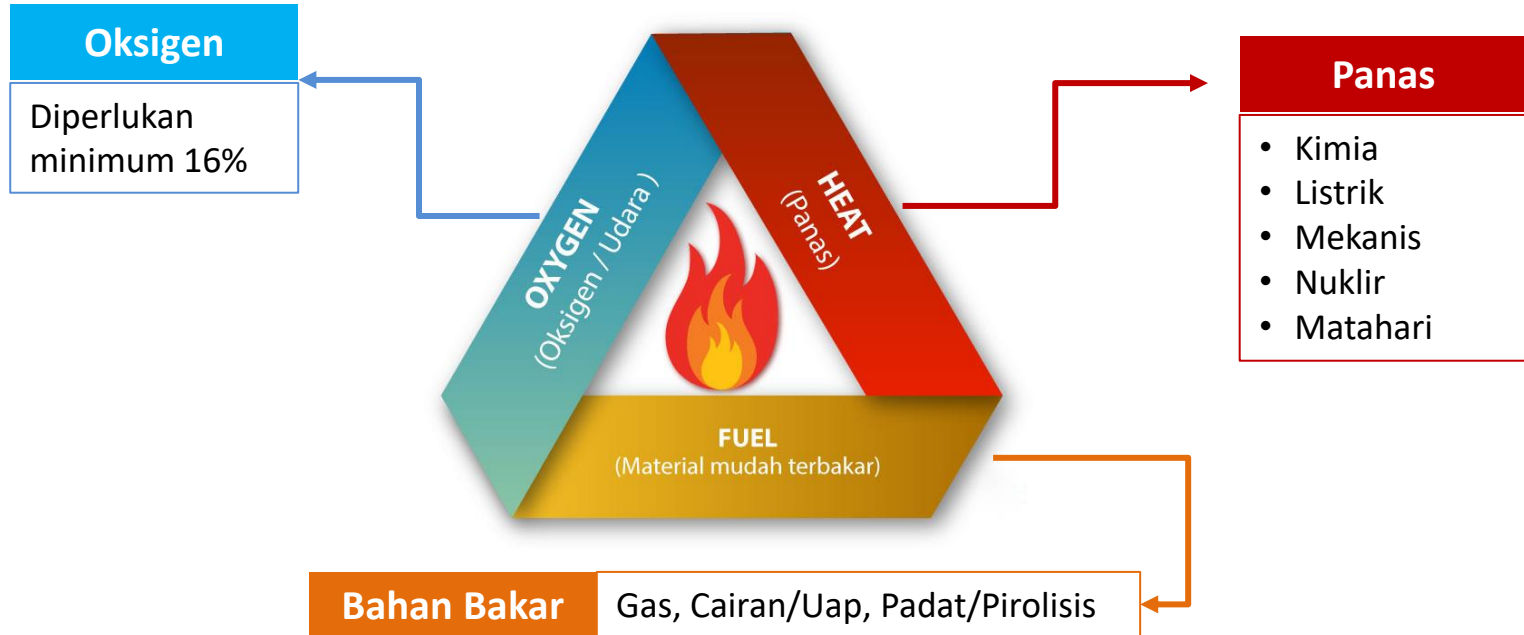 Oksigen
Diperlukan
minimum 16%
OXYGEN
(Oksigen / Udara )
HEAT
(Panas)
Panas
• Kimia
• Listrik
• Mekanis
• Nuklir
• Matahari
FUEL
(Material mudah terbakar)
Bahan Bakar
Gas, Cairan/Uap, Padat/Pirolisis